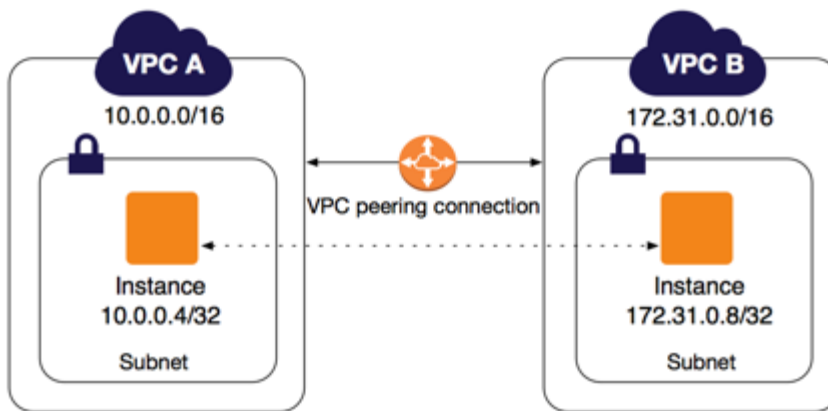 VPC A
10.0.0.0/16
Instance
10.0.0.4/32
Subnet
VPC peering connection
VPC B
172.31.0.0/16
Instance
172.31.0.8/32
Subnet